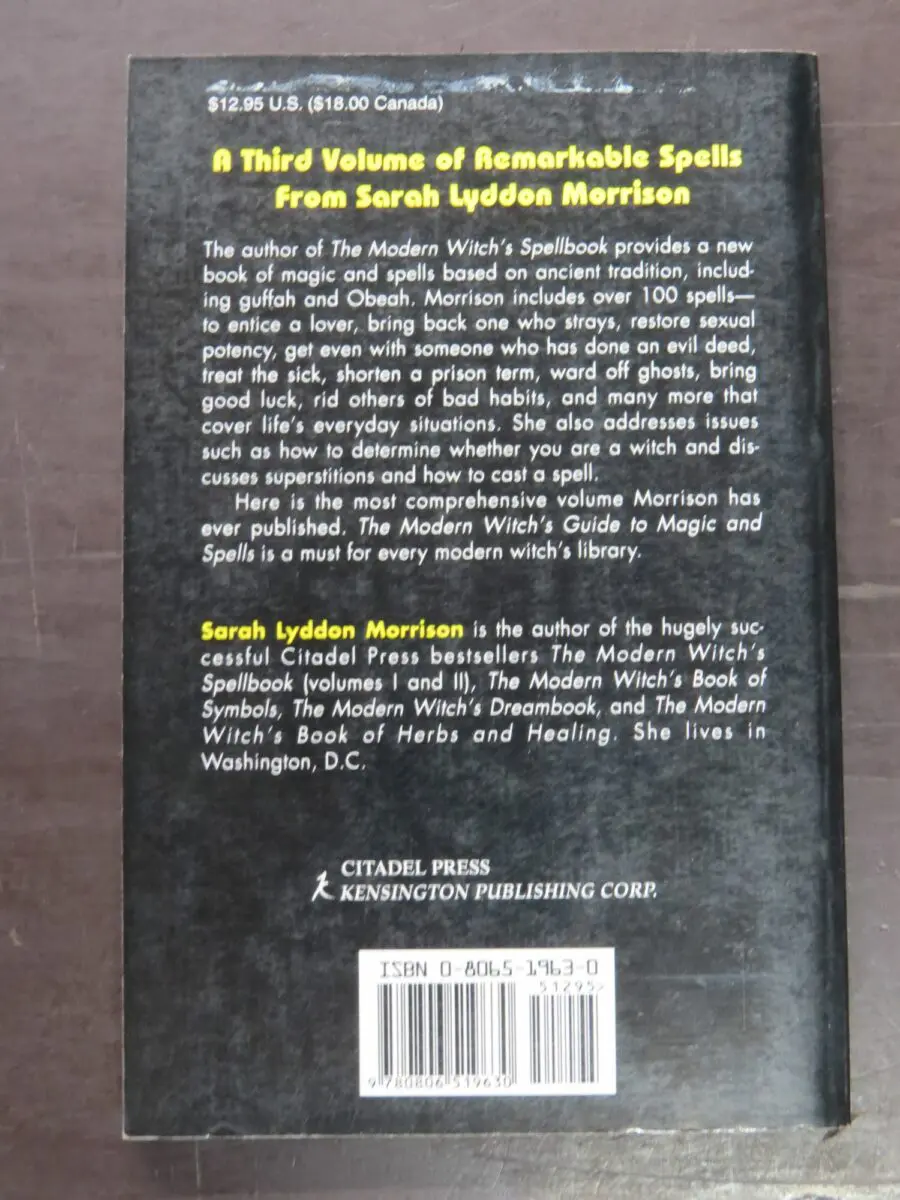 $12.95 U.S. ($18.00 Canada)
A Third Volume of Remarkable Spells
From Sarah Lyddon Morrison
The author of The Modern Witch's Spellbook provides a new
book of magic and spells based on ancient tradition, includ-
ing guffah and Obeah. Morrison includes over 100 spells—
to entice a lover, bring back one who strays, restore sexual
potency, get even with someone who has done an evil deed,
treat the sick, shorten a prison term, ward off ghosts, bring
good luck, rid others of bad habits, and many more that
cover life's everyday situations. She also addresses issues
such as how to determine whether you are a witch and dis-
cusses superstitions and how to cast a spell.
Here is the most comprehensive volume Morrison has
ever published. The Modern Witch's Guide to Magic and
Spells is a must for every modern witch's library.
Sarah Lyddon Morrison is the author of the hugely suc-
cessful Citadel Press bestsellers The Modern Witch's
Spellbook (volumes I and II), The Modern Witch's Book of
Symbols, The Modern Witch's Dreambook, and The Modern
Witch's Book of Herbs and Healing. She lives in
Washington, D.C.
CITADEL PRESS
KENSINGTON PUBLISHING CORP.
ISBN 0-8065-1963-0
51295>
9 780806 519630